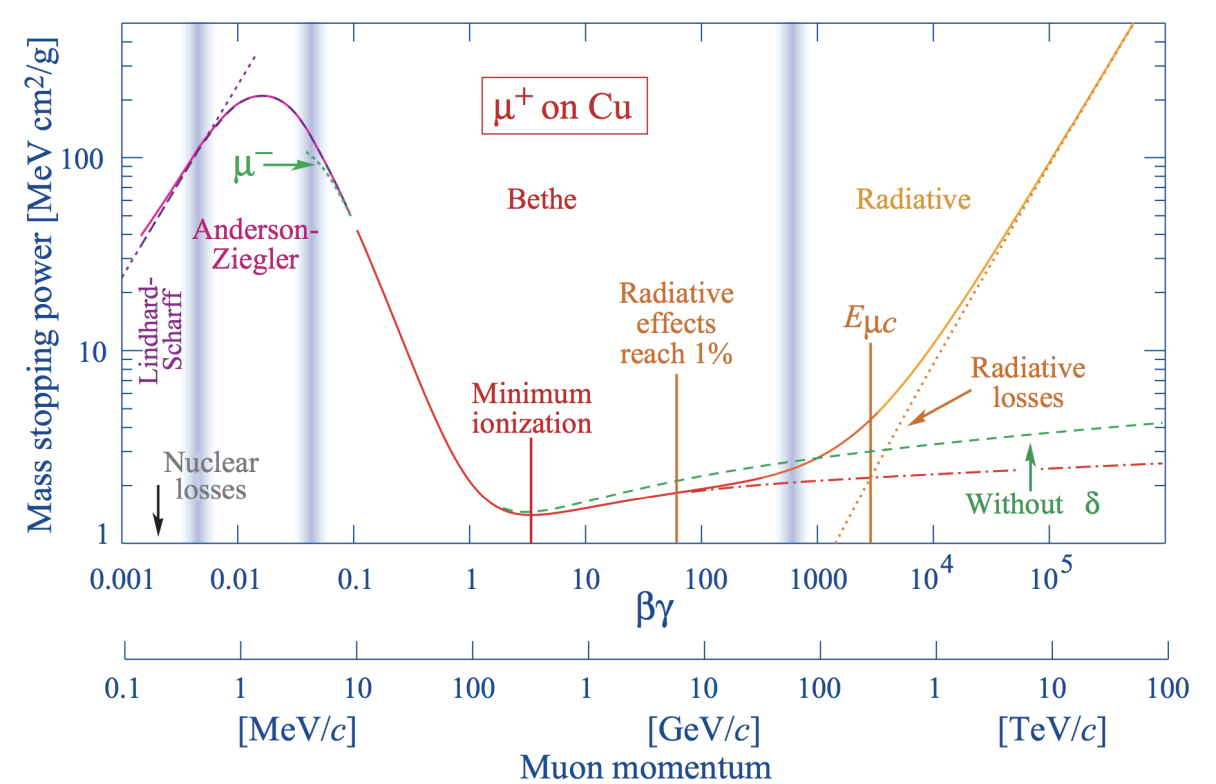 Mass stopping power [MeV cm²/g]
100
10
1
μ⁺ on Cu
μ⁻
Bethe
Radiative
Anderson-
Ziegler
Lindhard-
Scharff
Radiative
effects
reach 1%
Eμc
Radiative
losses
Minimum
ionization
Nuclear
losses
Without δ
0.001 0.01 0.1 1 10 100 1000 10⁴ 10⁵
βγ
0.1 1 10 100 1 10 100 1 10 100
[MeV/c] [GeV/c] [TeV/c]
Muon momentum